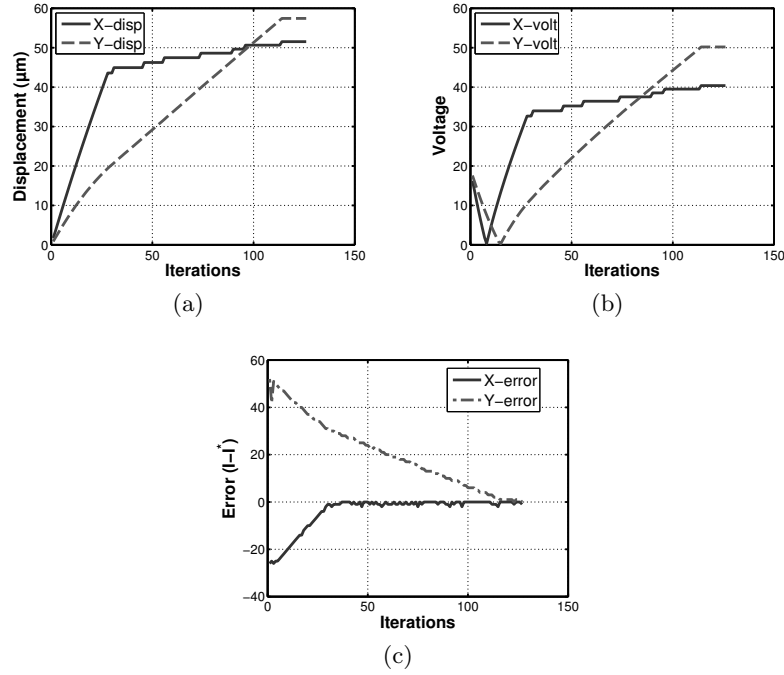 60
50
40
30
20
10
0
0
50
100
150
Displacement (µm)
Iterations
X−disp
Y−disp
(a)
60
50
40
30
20
10
0
0
50
100
150
Voltage
Iterations
X−volt
Y−volt
(b)
60
40
20
0
−20
−40
0
50
100
150
Error (I−I*)
Iterations
X−error
Y−error
(c)